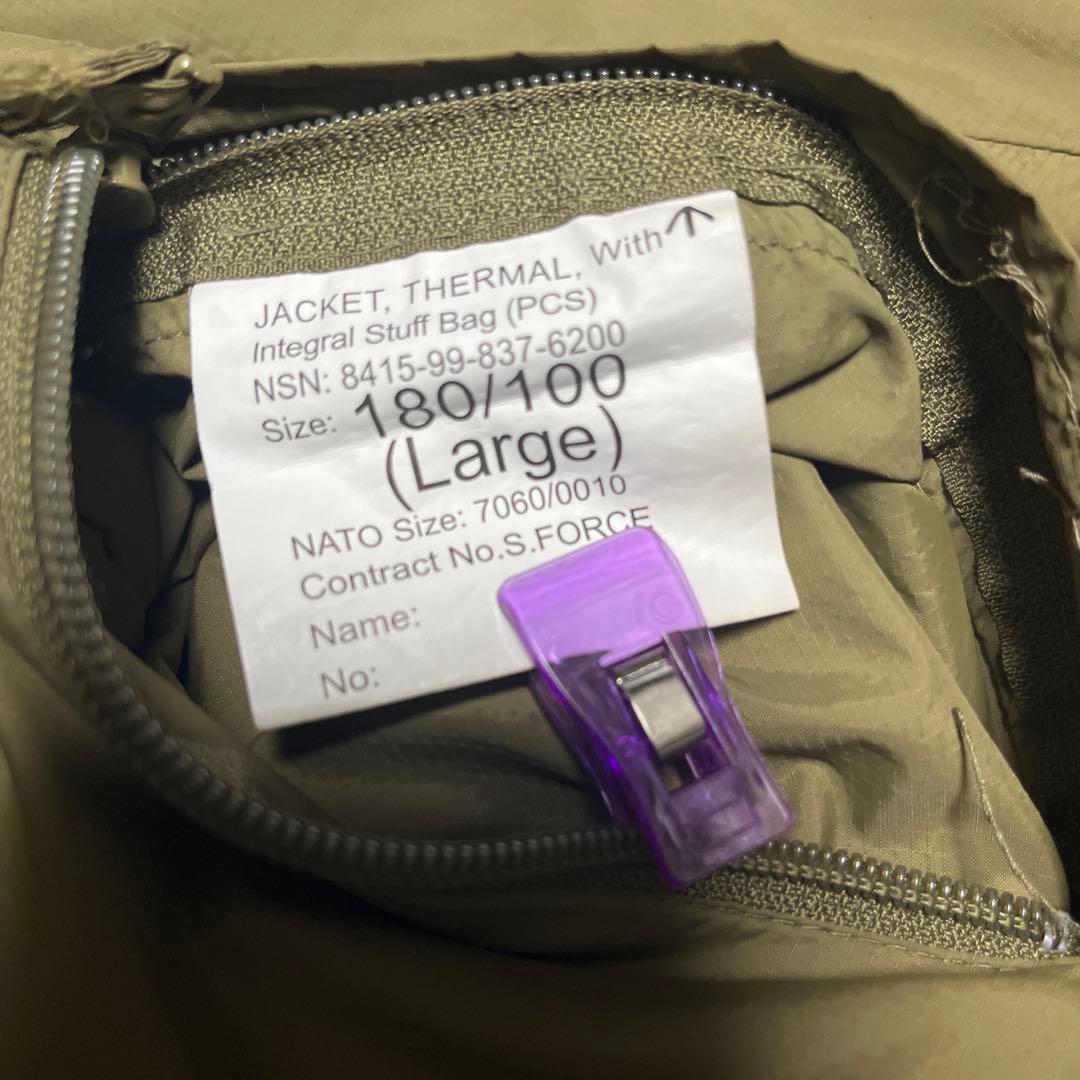 JACKET, THERMAL, With
Integral Stuff Bag (PCS)
NSN: 8415-99-837-6200
Size: 180/100
(Large)
NATO Size: 7060/0010
Contract No.S.FORCE
Name:
No: